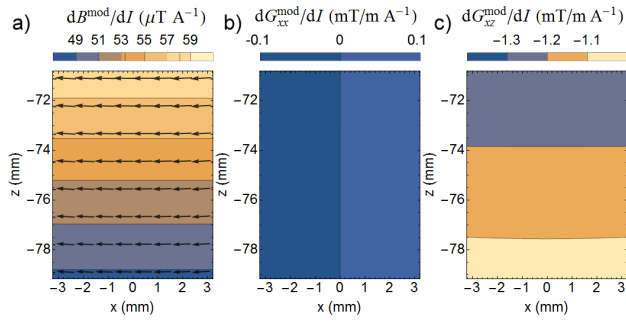 a) dB^mod/dI (μT A⁻¹)
49 51 53 55 57 59
−72
−74
−76
−78
z (mm)
−3 −2 −1 0 1 2 3
x (mm)
b) dG_xx^mod/dI (mT/m A⁻¹)
−0.1 0 0.1
−72
−74
−76
−78
z (mm)
−3 −2 −1 0 1 2 3
x (mm)
c) dG_xz^mod/dI (mT/m A⁻¹)
−1.3 −1.2 −1.1
−72
−74
−76
−78
z (mm)
−3 −2 −1 0 1 2 3
x (mm)